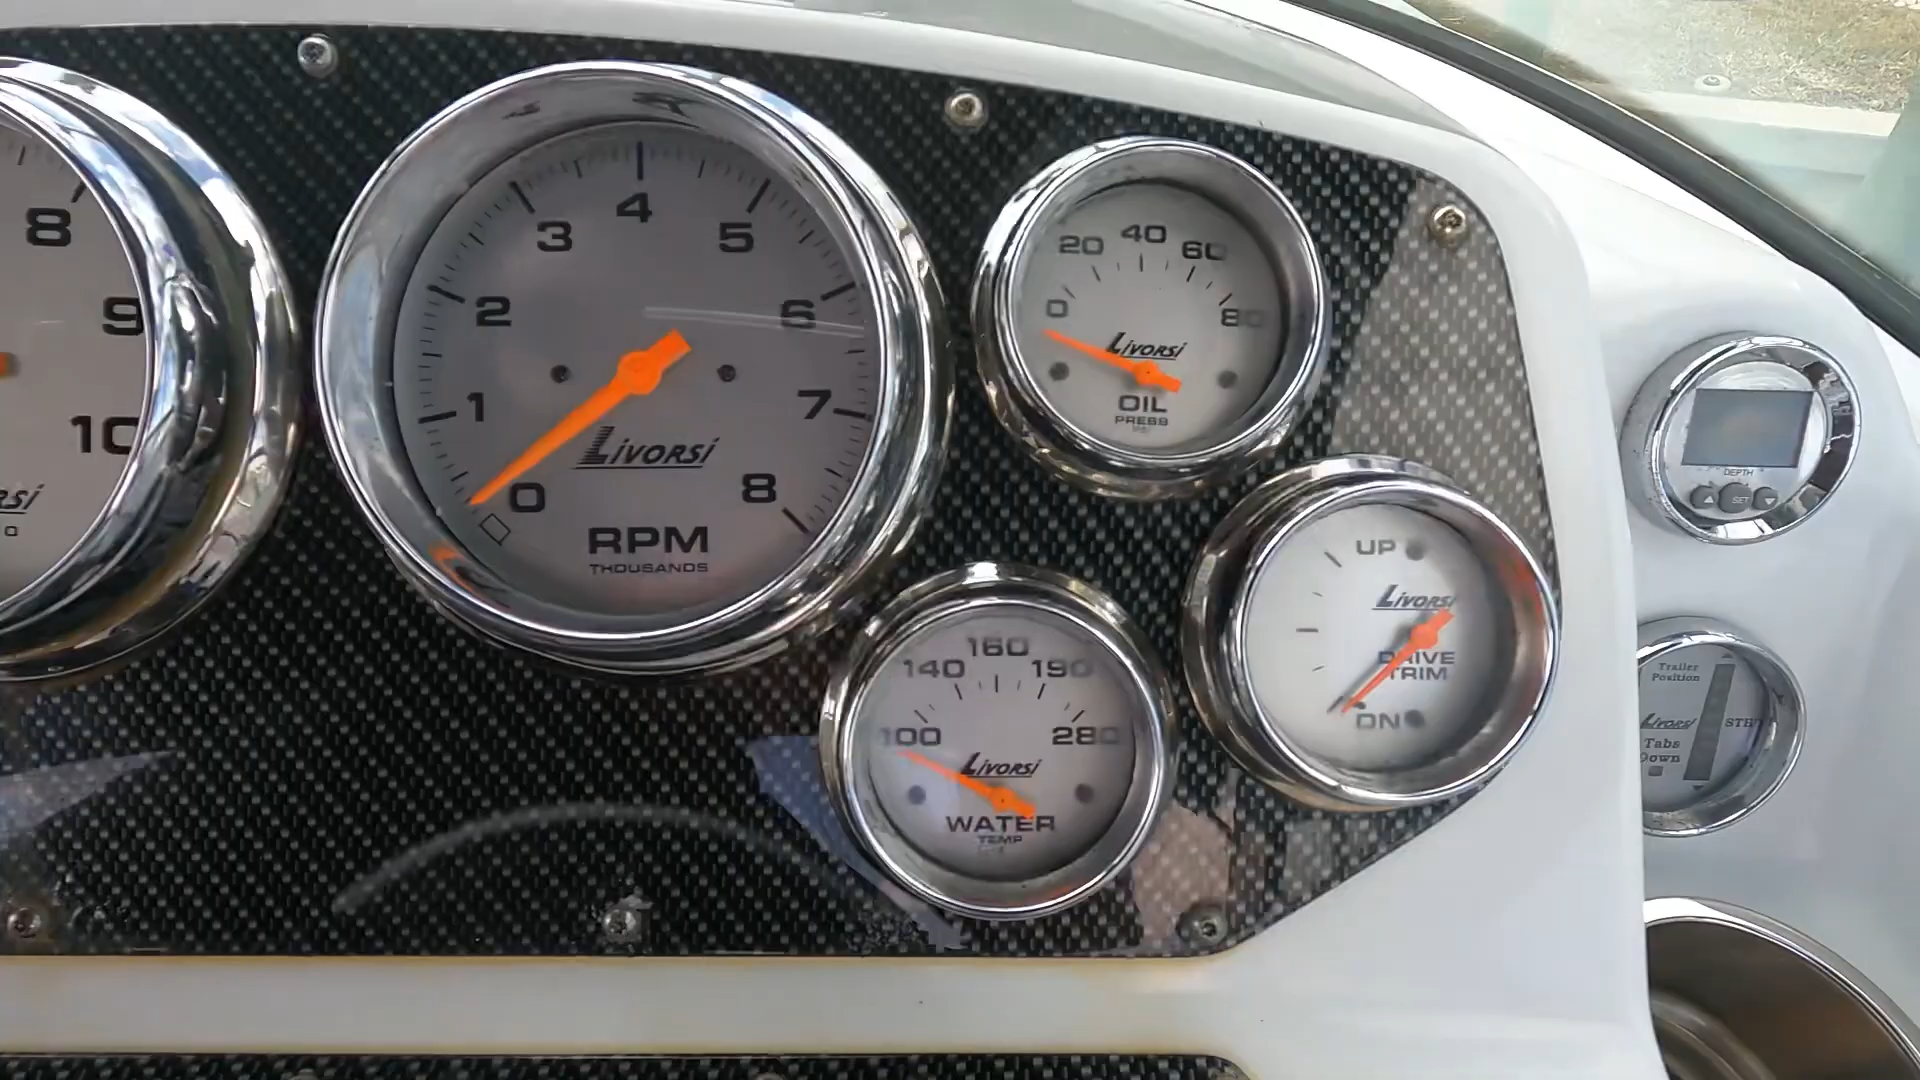 8
9
10
0
1
2
3
4
5
6
7
8
Livorsi
RPM
THOUSANDS
0
20
40
60
80
Livorsi
OIL
PRESS
100
140
160
190
280
Livorsi
WATER
TEMP
UP
Livorsi
DRIVE
TRIM
DN
DEPTH
SET
Trailer
Position
Livorsi
Tabs
Down